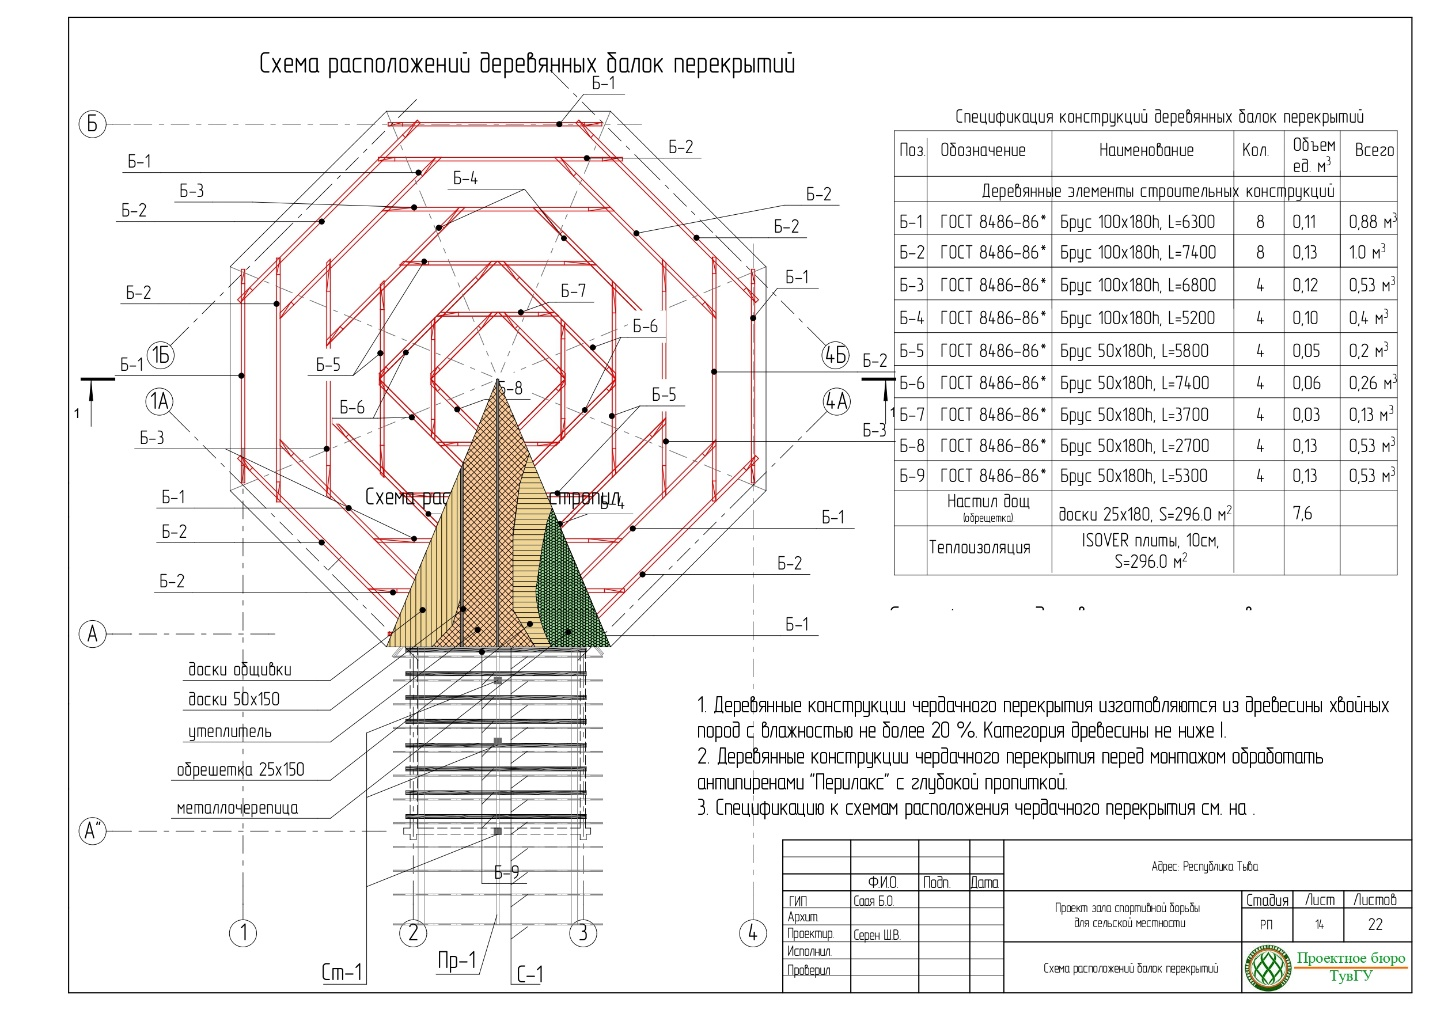 Схема расположений деревянных балок перекрытий
Б-1
Б
Б-1
Б-2
Б-3
Б-4
Б-2
Б-2
Б-2
Б-2
Б-1
Б-7
Б-6
1Б
4Б
Б-1
Б-5
Б-2
1
1
1А
Б-8
Б-5
4А
Б-6
Б-3
Б-3
Схема рас
стропил
Б-1
Б-4
Б-1
Б-2
Б-2
Б-2
А
Б-1
доски общивки
доски 50х150
утеплитель
обрешетка 25х150
металлочерепица
А"
Б-9
1
2
3
4
Ст-1
Пр-1
С-1
Спецификация конструкций деревянных балок перекрытий
Поз. Обозначение Наименование Кол. Объем ед. м³ Всего
Деревянные элементы строительных конструкций
Б-1 ГОСТ 8486-86* Брус 100х180h, L=6300 8 0,11 0,88 м³
Б-2 ГОСТ 8486-86* Брус 100х180h, L=7400 8 0,13 1.0 м³
Б-3 ГОСТ 8486-86* Брус 100х180h, L=6800 4 0,12 0,53 м³
Б-4 ГОСТ 8486-86* Брус 100х180h, L=5200 4 0,10 0,4 м³
Б-5 ГОСТ 8486-86* Брус 50х180h, L=5800 4 0,05 0,2 м³
Б-6 ГОСТ 8486-86* Брус 50х180h, L=7400 4 0,06 0,26 м³
Б-7 ГОСТ 8486-86* Брус 50х180h, L=3700 4 0,03 0,13 м³
Б-8 ГОСТ 8486-86* Брус 50х180h, L=2700 4 0,13 0,53 м³
Б-9 ГОСТ 8486-86* Брус 50х180h, L=5300 4 0,13 0,53 м³
Настил дощ (обрешетка) доски 25х180, S=296.0 м² 7,6
Теплоизоляция ISOVER плиты, 10см,
S=296.0 м²
1. Деревянные конструкции чердачного перекрытия изготовляются из древесины хвойных
пород с влажностью не более 20 %. Категория древесины не ниже I.
2. Деревянные конструкции чердачного перекрытия перед монтажом обработать
антипиренами "Перилакс" с глубокой пропиткой.
3. Спецификацию к схемам расположения чердачного перекрытия см. на .
Адрес: Республика Тыва
Ф.И.О. Подп. Дата
ГИП Саая Б.О.
Архит.
Проектир. Серен Ш.В.
Исполнил.
Проверил
Проект зала спортивной борьбы
для сельской местности
Стадия Лист Листов
РП 14 22
Схема расположений балок перекрытий
Проектное бюро
ТувГУ